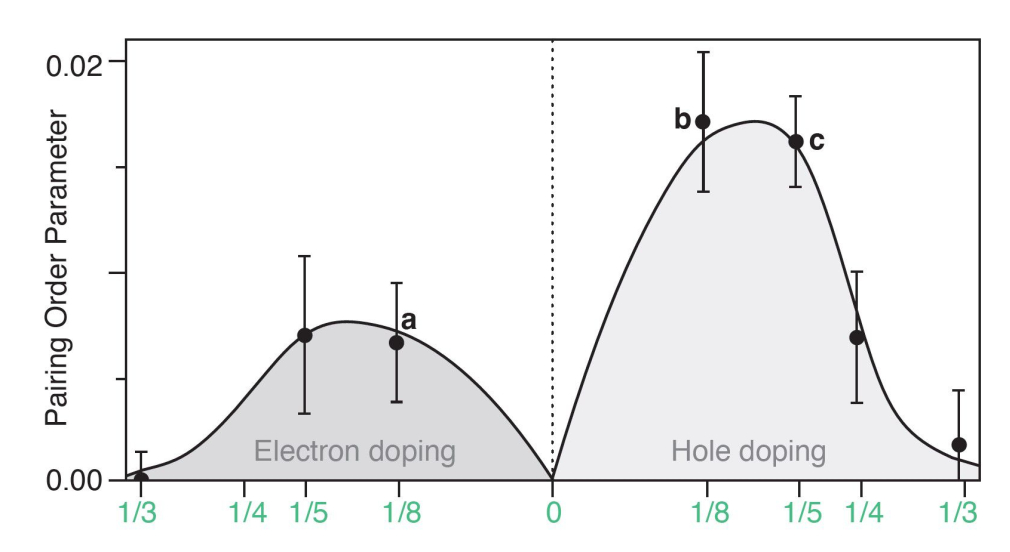 0.02
Pairing Order Parameter
0.00
a
b
c
Electron doping
Hole doping
1/3 1/4 1/5 1/8 0 1/8 1/5 1/4 1/3